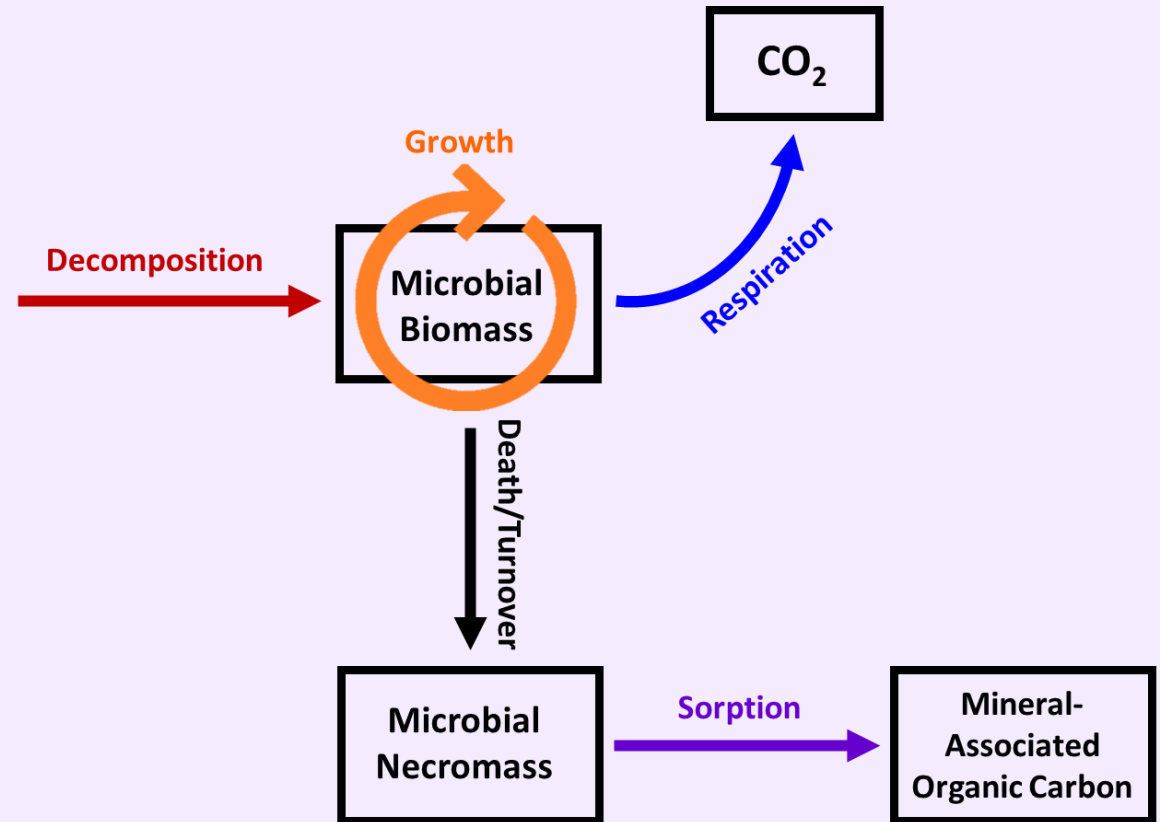 CO₂
Growth
Decomposition
Microbial
Biomass
Respiration
Death/Turnover
Microbial
Necromass
Sorption
Mineral-
Associated
Organic Carbon